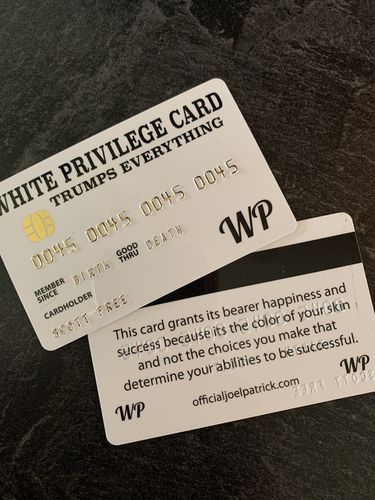 WHITE PRIVILEGE CARD
TRUMPS EVERYTHING
0045 0045 0045 0045
MEMBER SINCE BIRTH GOOD THRU DEATH
CARDHOLDER
SCOTT FREE
WP
This card grants its bearer happiness and
success because its the color of your skin
and not the choices you make that
determine your abilities to be successful.
officialjoelpatrick.com
WP
WP